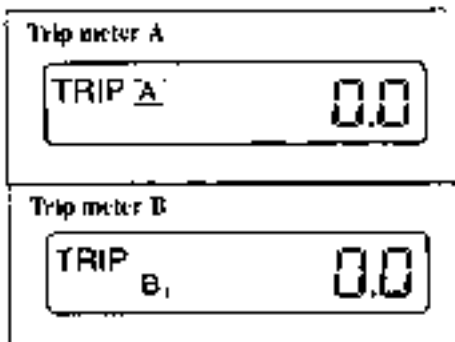 Trip meter A
TRIP A 0.0
Trip meter B
TRIP
B 0.0